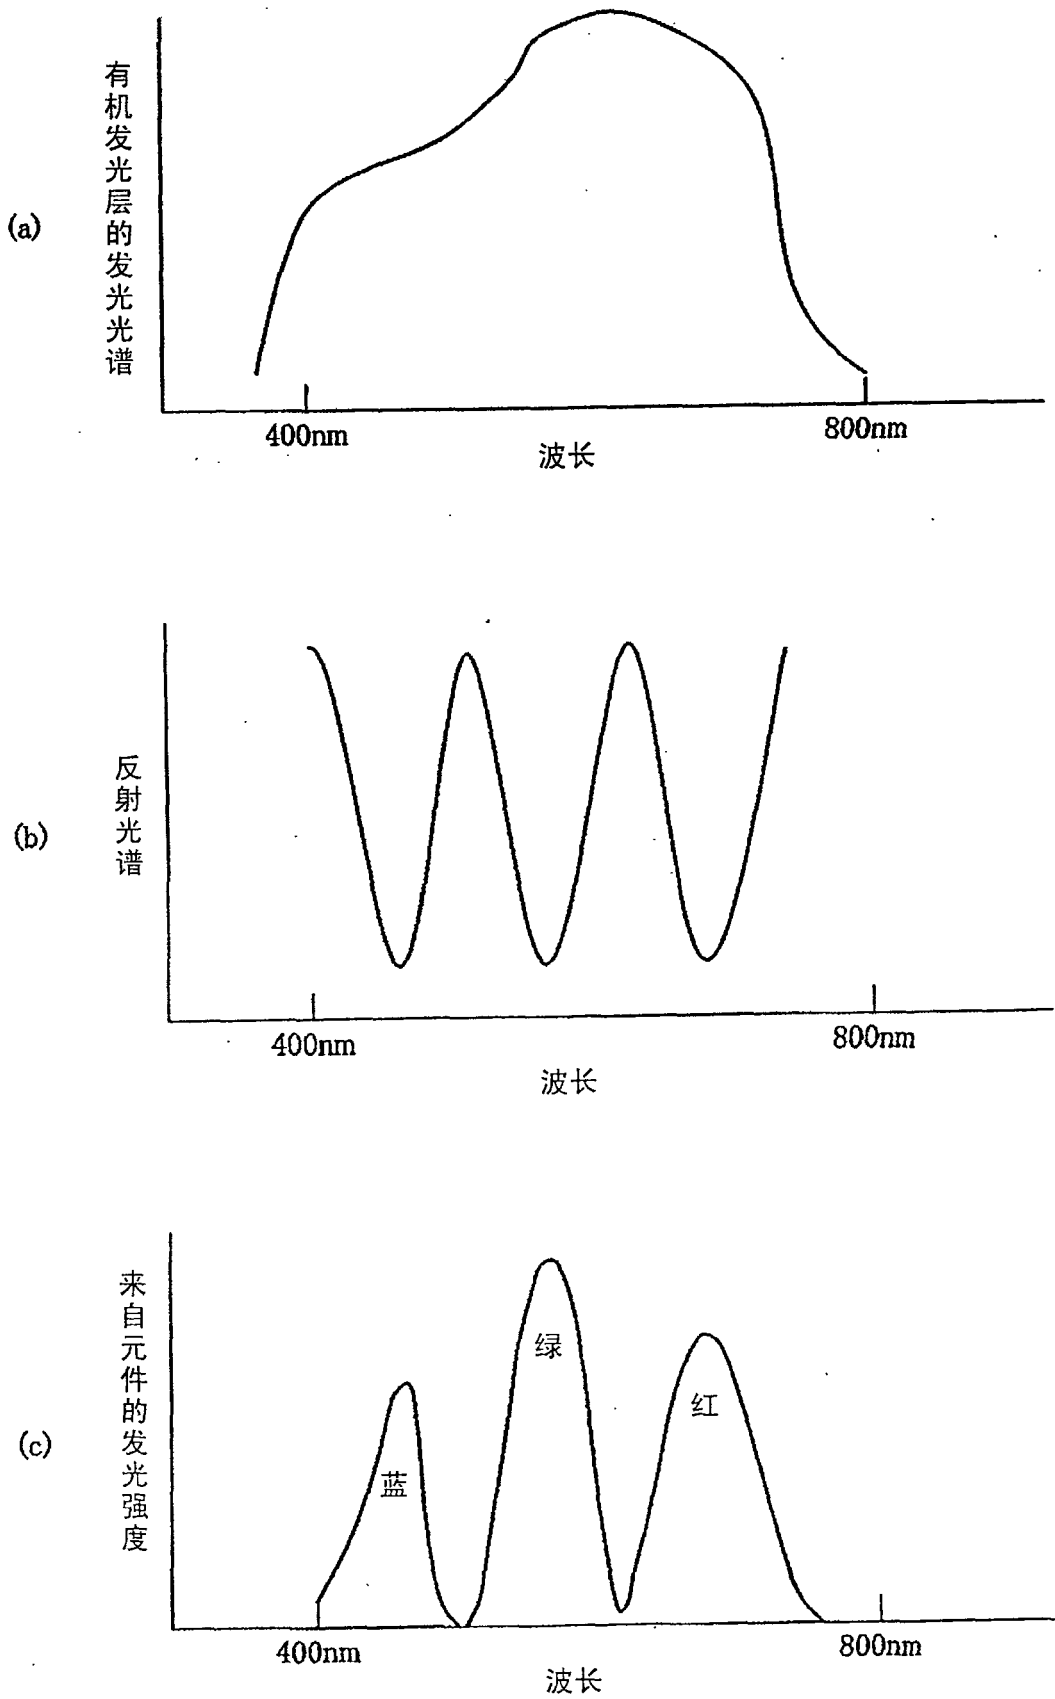 (a)
有机发光层的发光光谱
400nm
800nm
波长
(b)
反射光谱
400nm
800nm
波长
(c)
来自元件的发光强度
蓝
绿
红
400nm
800nm
波长